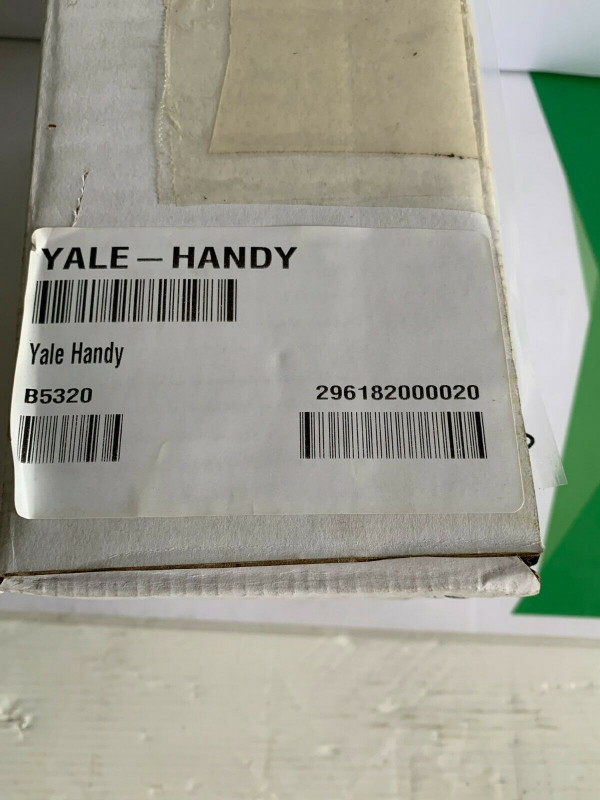 YALE – HANDY
Yale Handy
B5320
296182000020